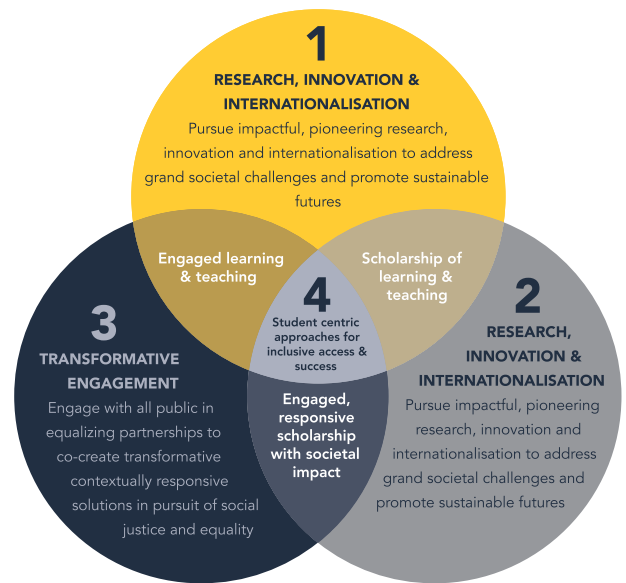 1
RESEARCH, INNOVATION &
INTERNATIONALISATION
Pursue impactful, pioneering research,
innovation and internationalisation to address
grand societal challenges and promote sustainable
futures
Engaged learning
& teaching
Scholarship of
learning &
teaching
4
Student centric
approaches for
inclusive access &
success
3
TRANSFORMATIVE
ENGAGEMENT
Engage with all public in
equalizing partnerships to
co-create transformative
contextually responsive
solutions in pursuit of social
justice and equality
Engaged,
responsive
scholarship
with societal
impact
2
RESEARCH,
INNOVATION &
INTERNATIONALISATION
Pursue impactful, pioneering
research, innovation and
internationalisation to address
grand societal challenges and
promote sustainable futures